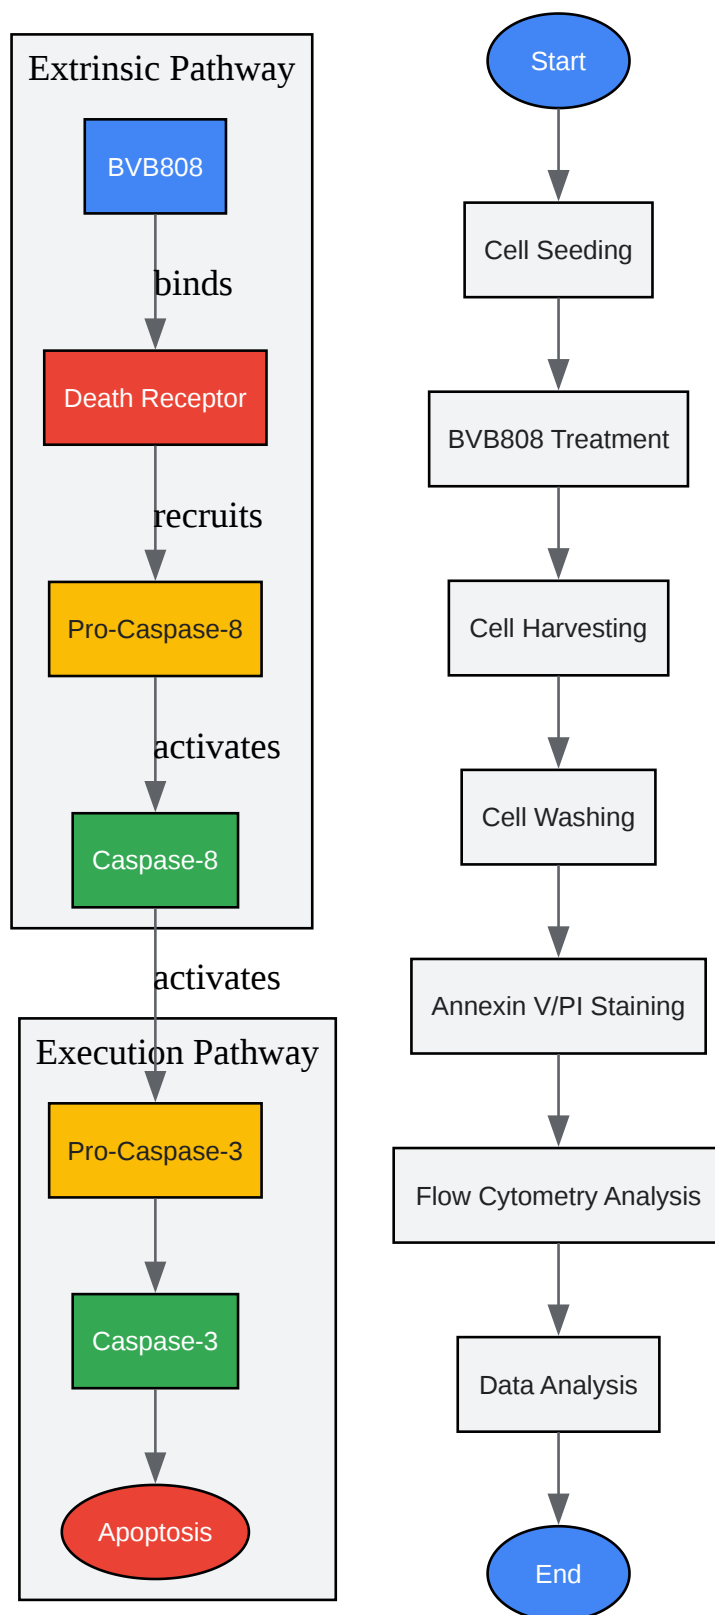 Extrinsic Pathway
BVB808
binds
Death Receptor
recruits
Pro-Caspase-8
activates
Caspase-8
activates
Execution Pathway
Pro-Caspase-3
Caspase-3
Apoptosis
Start
Cell Seeding
BVB808 Treatment
Cell Harvesting
Cell Washing
Annexin V/PI Staining
Flow Cytometry Analysis
Data Analysis
End